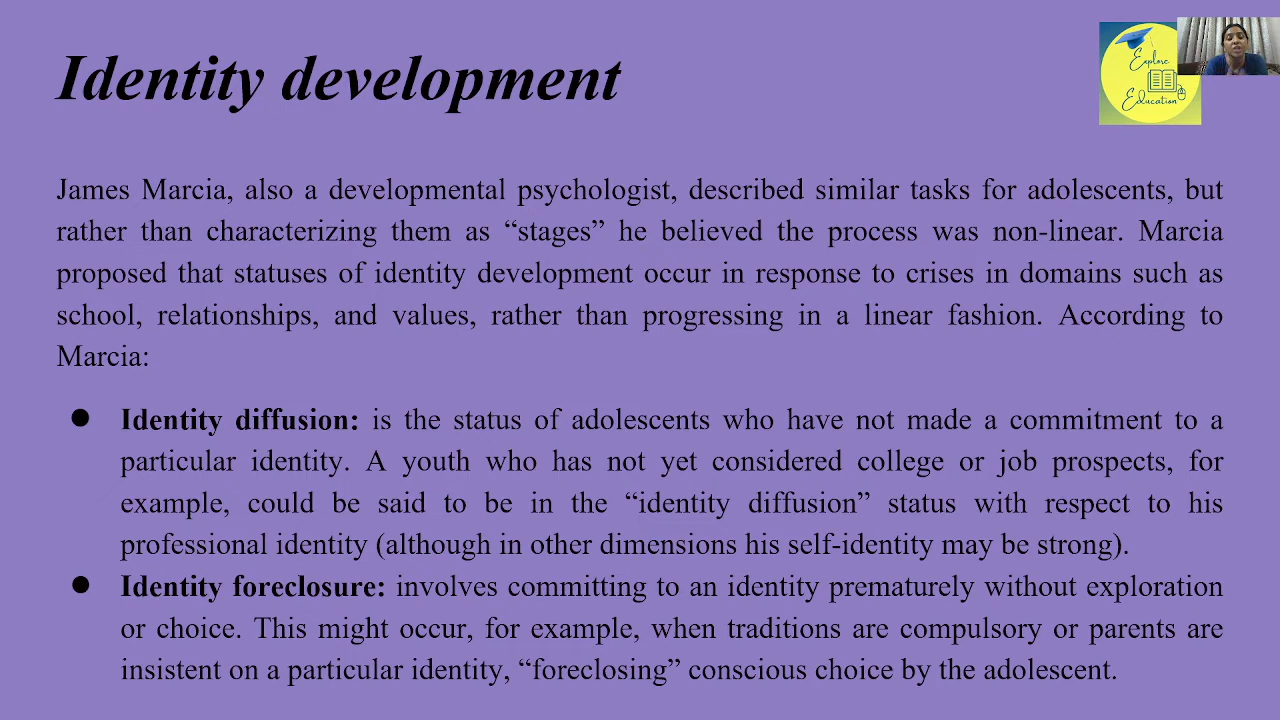 Identity development
Explore
Education
James Marcia, also a developmental psychologist, described similar tasks for adolescents, but
rather than characterizing them as “stages” he believed the process was non-linear. Marcia
proposed that statuses of identity development occur in response to crises in domains such as
school, relationships, and values, rather than progressing in a linear fashion. According to
Marcia:
● Identity diffusion: is the status of adolescents who have not made a commitment to a
particular identity. A youth who has not yet considered college or job prospects, for
example, could be said to be in the “identity diffusion” status with respect to his
professional identity (although in other dimensions his self-identity may be strong).
● Identity foreclosure: involves committing to an identity prematurely without exploration
or choice. This might occur, for example, when traditions are compulsory or parents are
insistent on a particular identity, “foreclosing” conscious choice by the adolescent.